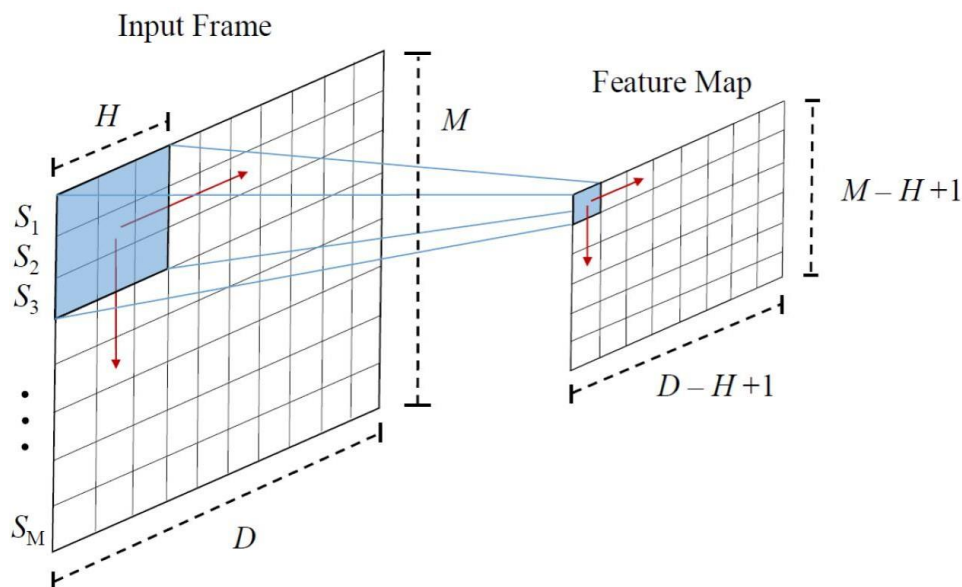 Input Frame
H
M
S1
S2
S3
SM
D
Feature Map
M – H +1
D – H +1